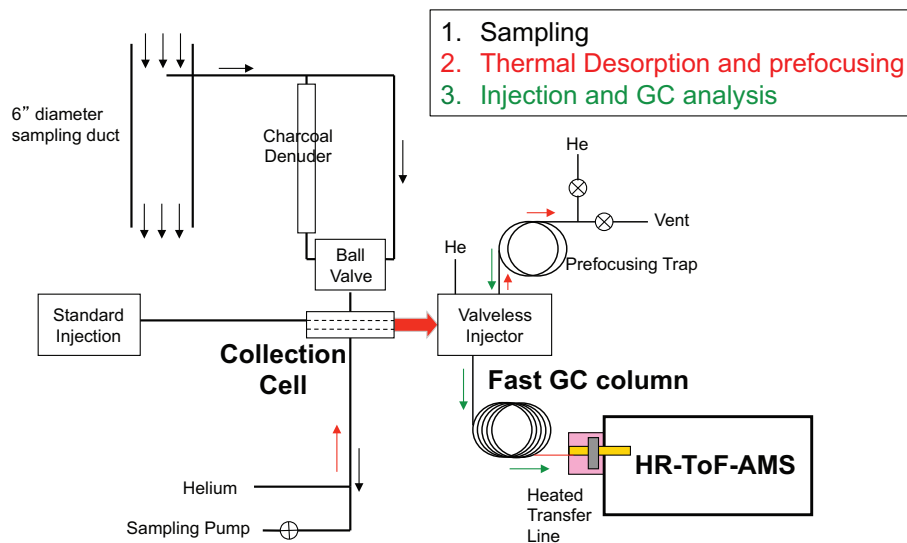 1. Sampling
2. Thermal Desorption and prefocusing
3. Injection and GC analysis
6” diameter
sampling duct
Charcoal
Denuder
He
Vent
Ball
Valve
He
Prefocusing Trap
Standard
Injection
Valveless
Injector
Collection
Cell
Fast GC column
HR-ToF-AMS
Helium
Heated
Transfer
Line
Sampling Pump